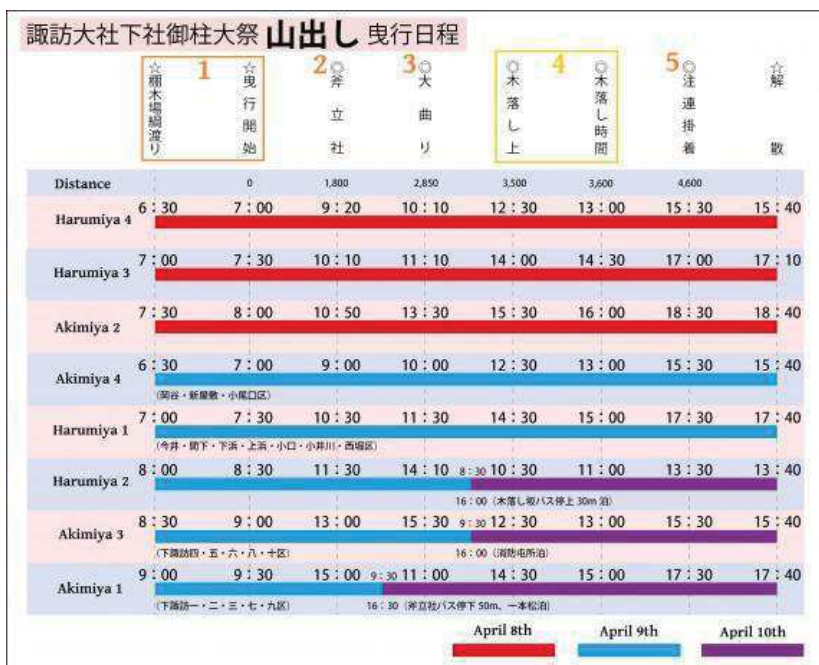 諏訪大社下社御柱大祭 山出し 曳行日程
1 2 3 4 5
☆棚木場綱渡り ☆曳行開始 ◎斧立社 ◎大曲り ◎木落し上 ◎木落し時間 ◎注連掛着 ☆解散
Distance 0 1,800 2,850 3,500 3,600 4,600
Harumiya 4 6:30 7:00 9:20 10:10 12:30 13:00 15:30 15:40
Harumiya 3 7:00 7:30 10:10 11:10 14:00 14:30 17:00 17:10
Akimiya 2 7:30 8:00 10:50 13:30 15:30 16:00 18:30 18:40
Akimiya 4 6:30 7:00 9:00 10:00 12:30 13:00 15:30 15:40
(岡谷・新屋敷・小尾口区)
Harumiya 1 7:00 7:30 10:30 11:30 14:30 15:00 17:30 17:40
(今井・間下・下浜・上浜・小口・小井川・西堀区)
Harumiya 2 8:00 8:30 11:30 14:10 8:30 10:30 11:00 13:30 13:40
16:00 (木落し坂バス停上 30m 泊)
Akimiya 3 8:30 9:00 13:00 15:30 9:30 12:30 13:00 15:30 15:40
(下諏訪四・五・六・八・十区) 16:00 (消防屯所泊)
Akimiya 1 9:00 9:30 15:00 9:30 11:00 14:30 15:00 17:30 17:40
(下諏訪一・二・三・七・九区) 16:30 (斧立社バス停下 50m、一本松泊)
April 8th April 9th April 10th